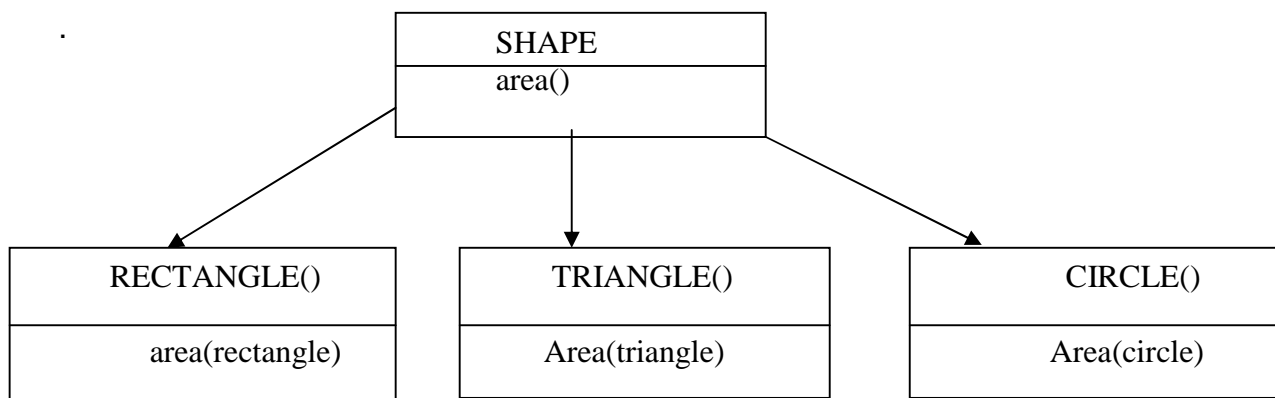 .
SHAPE
area()
RECTANGLE()
area(rectangle)
TRIANGLE()
Area(triangle)
CIRCLE()
Area(circle)